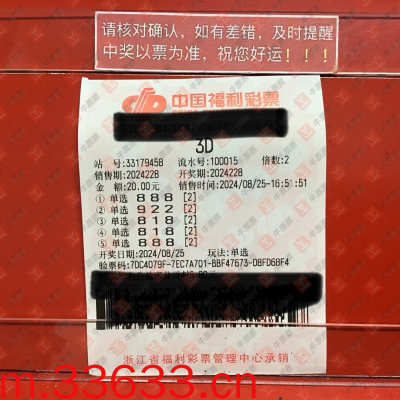 请核对确认，如有差错，及时提醒
中奖以票为准，祝您好运！！！
中国福利彩票
3D
站 号:33179458 流水号:100015 倍数:2
销售期:2024228 开奖期:2024228
金 额:20.00元 销售时间:2024/08/25-16:51:51
① 单选 888 [2]
② 单选 922 [2]
③ 单选 818 [2]
④ 单选 818 [2]
⑤ 单选 888 [2]
开奖日期:2024/08/25 玩法:单选
验票码:7DC4079F-7EC7A701-BBF47673-DBFD68F4
浙江省福利彩票管理中心承销
m.33633.cn